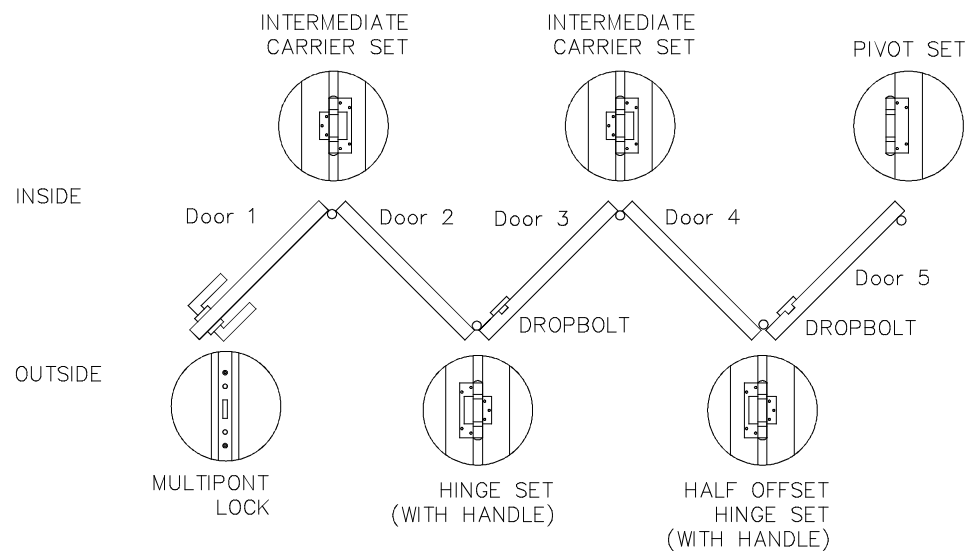 INTERMEDIATE
CARRIER SET
INTERMEDIATE
CARRIER SET
PIVOT SET
INSIDE
Door 1
Door 2
Door 3
Door 4
Door 5
DROPBOLT
DROPBOLT
OUTSIDE
MULTIPONT
LOCK
HINGE SET
(WITH HANDLE)
HALF OFFSET
HINGE SET
(WITH HANDLE)